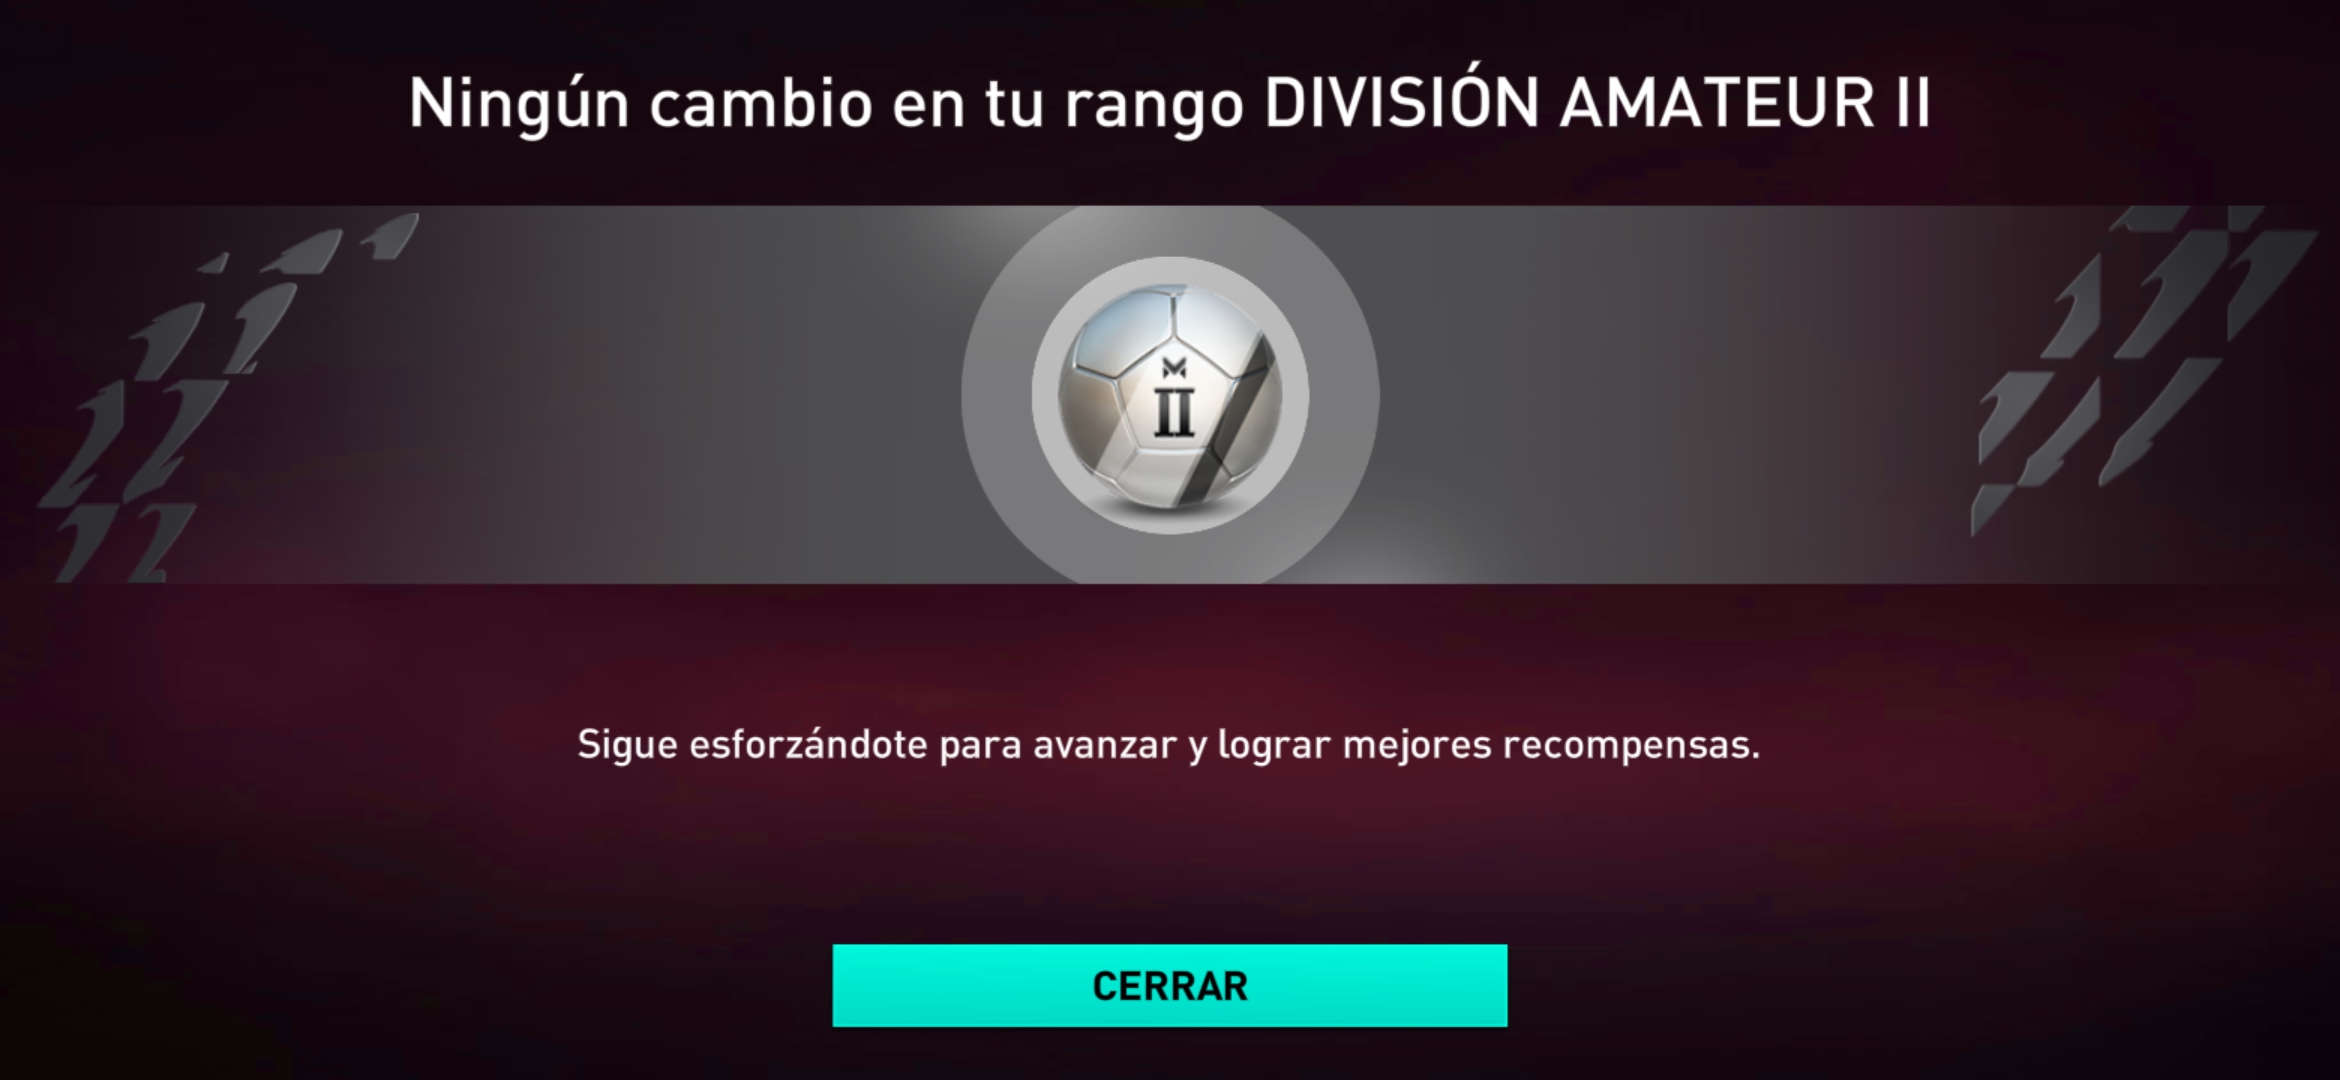 Ningún cambio en tu rango DIVISIÓN AMATEUR II
II
Sigue esforzándote para avanzar y lograr mejores recompensas.
CERRAR